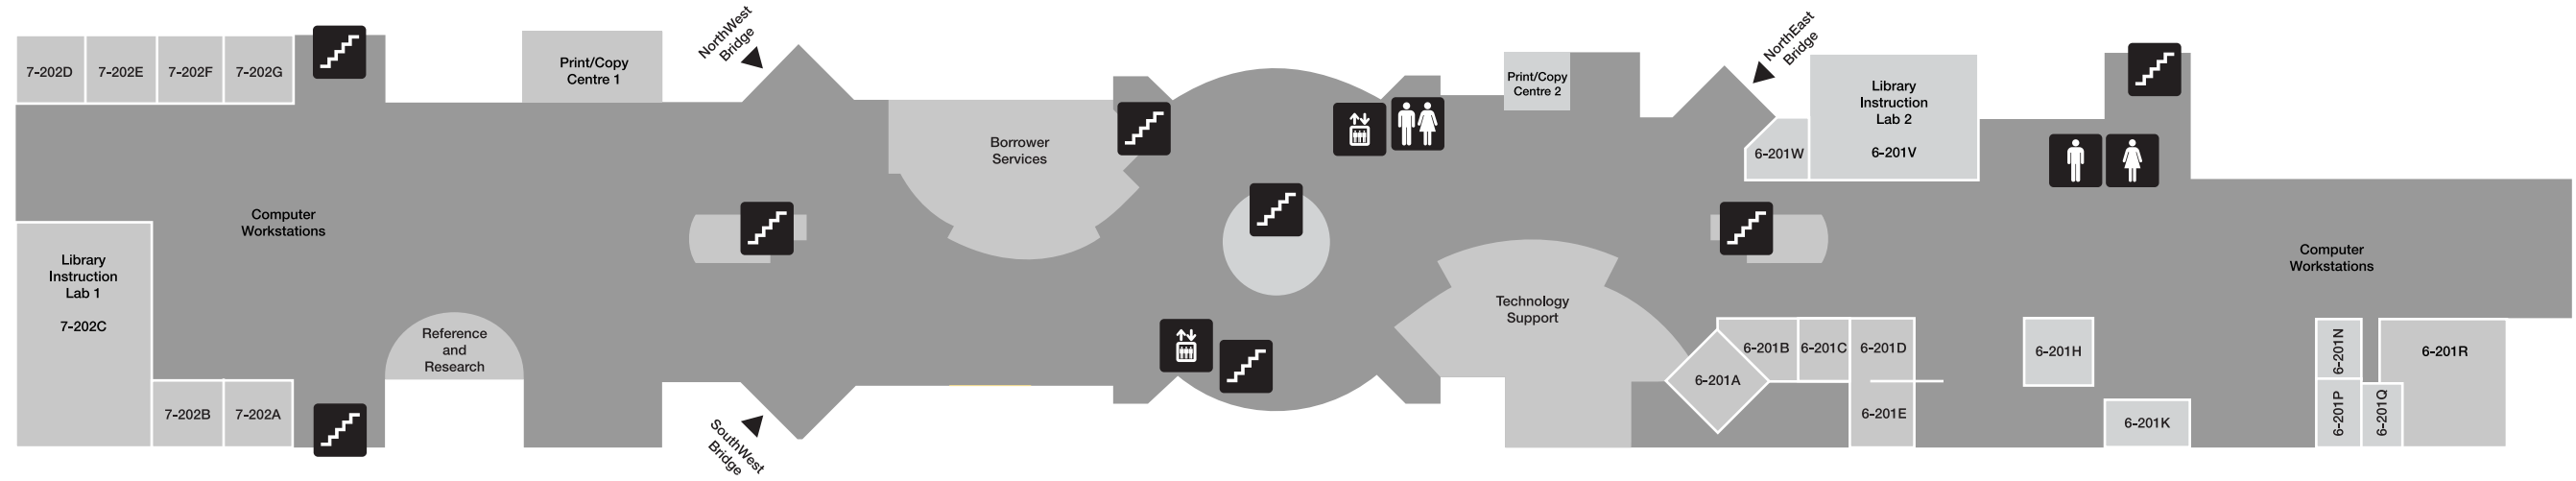 7-202D
7-202E
7-202F
7-202G
Print/Copy
Centre 1
NorthWest
Bridge
Borrower
Services
Print/Copy
Centre 2
NorthEast
Bridge
Library
Instruction
Lab 2
6-201V
6-201W
Computer
Workstations
Library
Instruction
Lab 1
7-202C
Reference
and
Research
7-202B
7-202A
SouthWest
Bridge
Technology
Support
6-201A
6-201B
6-201C
6-201D
6-201E
6-201H
6-201K
Computer
Workstations
6-201N
6-201P
6-201Q
6-201R